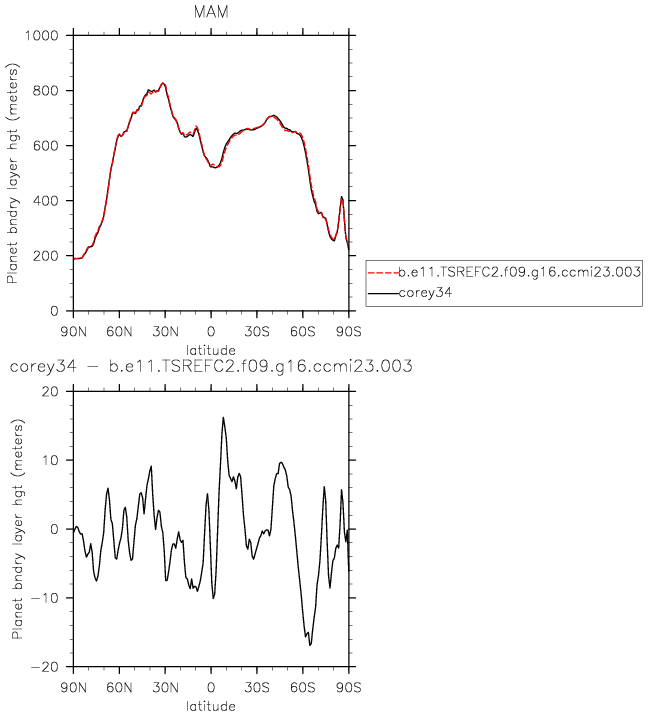 MAM
1000
800
600
400
200
0
Planet bndry layer hgt (meters)
90N 60N 30N 0 30S 60S 90S
latitude
b.e11.TSREFC2.f09.g16.ccmi23.003
corey34
corey34 − b.e11.TSREFC2.f09.g16.ccmi23.003
20
10
0
−10
−20
Planet bndry layer hgt (meters)
90N 60N 30N 0 30S 60S 90S
latitude